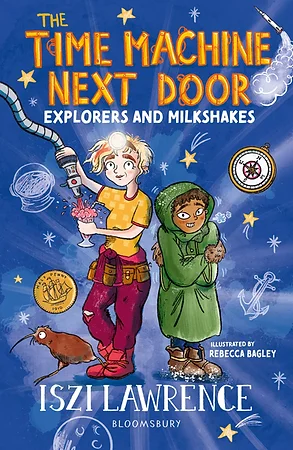 THE
TIME MACHINE
NEXT DOOR
EXPLORERS AND MILKSHAKES
ILLUSTRATED BY
REBECCA BAGLEY
ISZI LAWRENCE
BLOOMSBURY